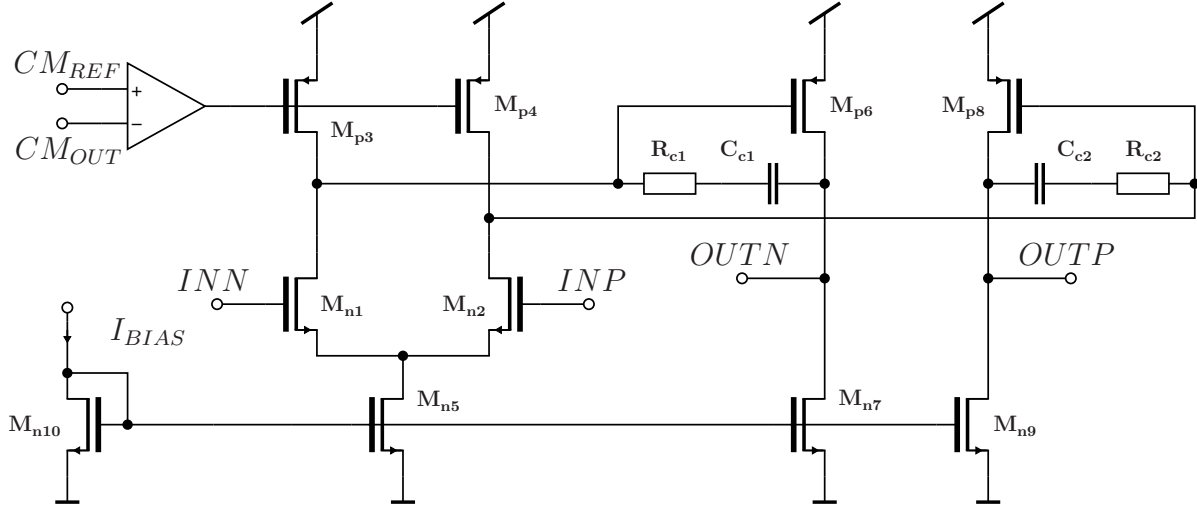 CM_REF
+
−
CM_OUT
M_p3
M_p4
M_p6
M_p8
R_c1
C_c1
C_c2
R_c2
INN
M_n1
M_n2
INP
OUTN
OUTP
I_BIAS
M_n10
M_n5
M_n7
M_n9